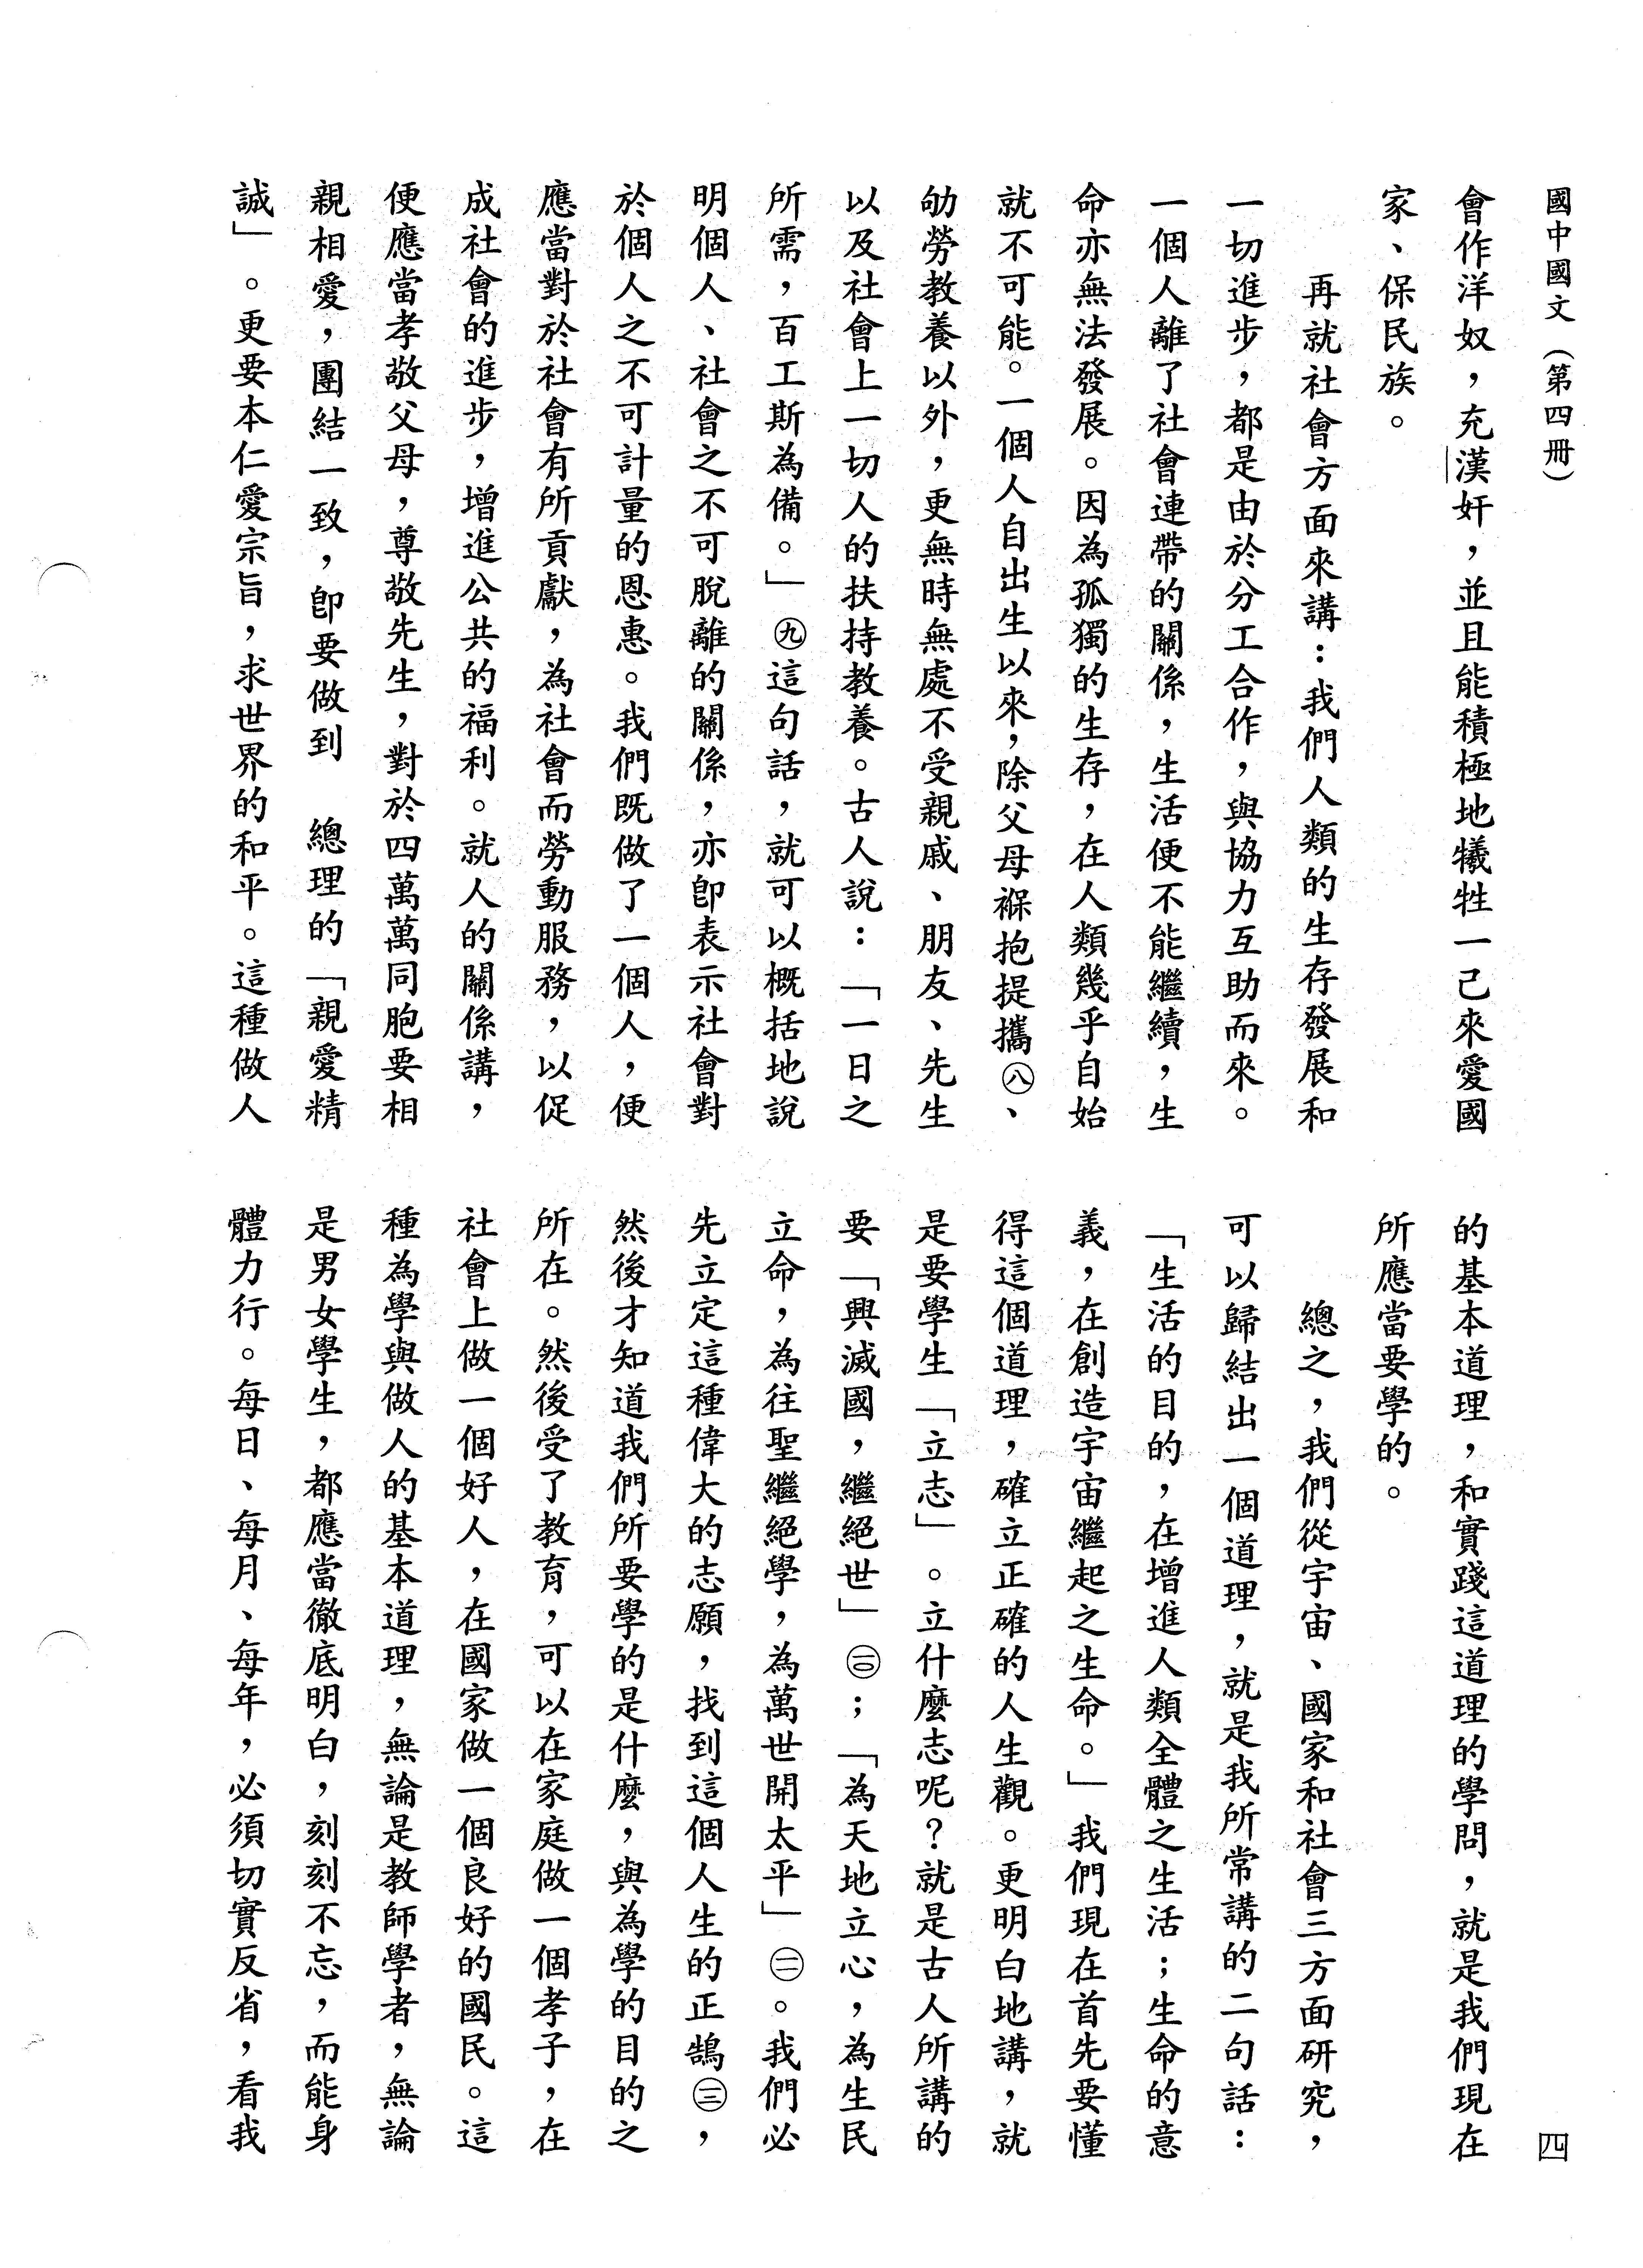 國中國文（第四冊）
會作洋奴，充漢奸，並且能積極地犧牲一己來愛國
家、保民族。
再就社會方面來講：我們人類的生存發展和
一切進步，都是由於分工合作，與協力互助而來。
一個人離了社會連帶的關係，生活便不能繼續，生
命亦無法發展。因為孤獨的生存，在人類幾乎自始
就不可能。一個人自出生以來，除父母褓抱提攜㈧、
劬勞教養以外，更無時無處不受親戚、朋友、先生
以及社會上一切人的扶持教養。古人說：「一日之
所需，百工斯為備。」㊈這句話，就可以概括地說
明個人、社會之不可脫離的關係，亦即表示社會對
於個人之不可計量的恩惠。我們既做了一個人，便
應當對於社會有所貢獻，為社會而勞動服務，以促
成社會的進步，增進公共的福利。就人的關係講，
便應當孝敬父母，尊敬先生，對於四萬萬同胞要相
親相愛，團結一致，即要做到　總理的「親愛精
誠」。更要本仁愛宗旨，求世界的和平。這種做人
的基本道理，和實踐這道理的學問，就是我們現在
所應當要學的。
總之，我們從宇宙、國家和社會三方面研究，
可以歸結出一個道理，就是我所常講的二句話：
「生活的目的，在增進人類全體之生活；生命的意
義，在創造宇宙繼起之生命。」我們現在首先要懂
得這個道理，確立正確的人生觀。更明白地講，就
是要學生「立志」。立什麼志呢？就是古人所講的
要「興滅國，繼絕世」㊀〇；「為天地立心，為生民
立命，為往聖繼絕學，為萬世開太平」㊀一。我們必
先立定這種偉大的志願，找到這個人生的正鵠㊀二，
然後才知道我們所要學的是什麼，與為學的目的之
所在。然後受了教育，可以在家庭做一個孝子，在
社會上做一個好人，在國家做一個良好的國民。這
種為學與做人的基本道理，無論是教師學者，無論
是男女學生，都應當徹底明白，刻刻不忘，而能身
體力行。每日、每月、每年，必須切實反省，看我
四